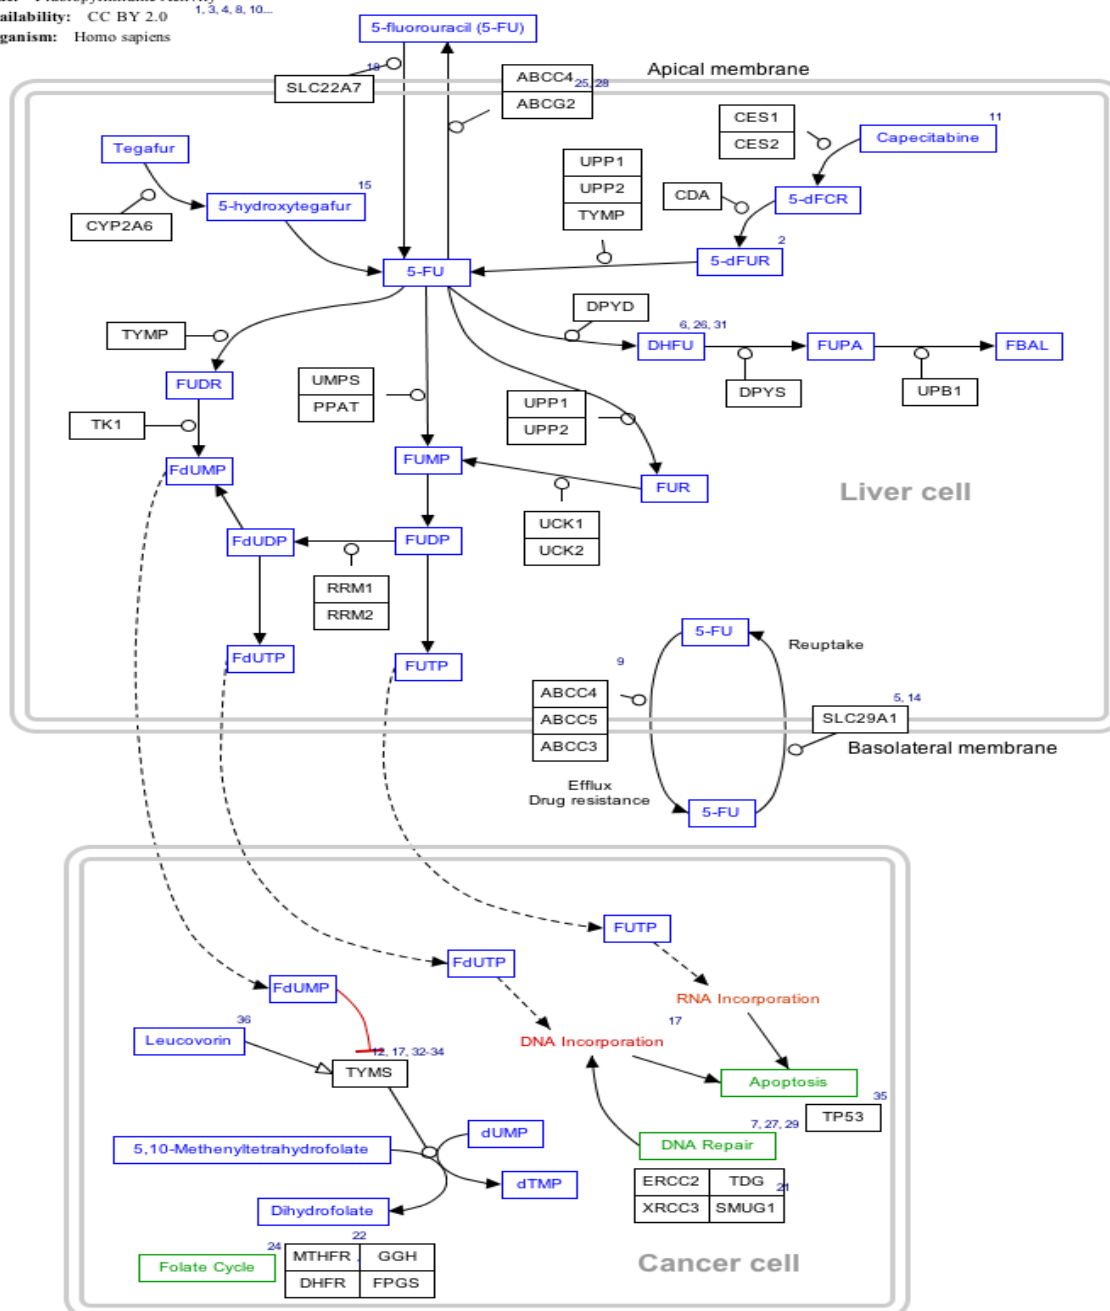 ailability: CC BY 2.0
1, 3, 4, 8, 10...
ganism: Homo sapiens
5-fluorouracil (5-FU)
18
SLC22A7
ABCC4
25, 28
ABCG2
Apical membrane
Tegafur
15
5-hydroxytegafur
CYP2A6
UPP1
UPP2
TYMP
CES1
CES2
11
Capecitabine
CDA
5-dFCR
2
5-dFUR
5-FU
TYMP
DPYD
6, 26, 31
DHFU
FUPA
FBAL
DPYS
UPB1
FUDR
UMPS
PPAT
UPP1
UPP2
TK1
FdUMP
FUMP
FUR
Liver cell
UCK1
UCK2
FdUDP
FUDP
RRM1
RRM2
FdUTP
FUTP
5-FU
Reuptake
9
ABCC4
ABCC5
ABCC3
5, 14
SLC29A1
Basolateral membrane
Efflux
Drug resistance
5-FU
FUTP
FdUTP
FdUMP
RNA Incorporation
17
DNA Incorporation
36
Leucovorin
12, 17, 32-34
TYMS
Apoptosis
35
TP53
7, 27, 29
DNA Repair
dUMP
5,10-Methenyltetrahydrofolate
dTMP
ERCC2 TDG
21
XRCC3 SMUG1
Dihydrofolate
22
24
Folate Cycle
MTHFR GGH
DHFR FPGS
Cancer cell